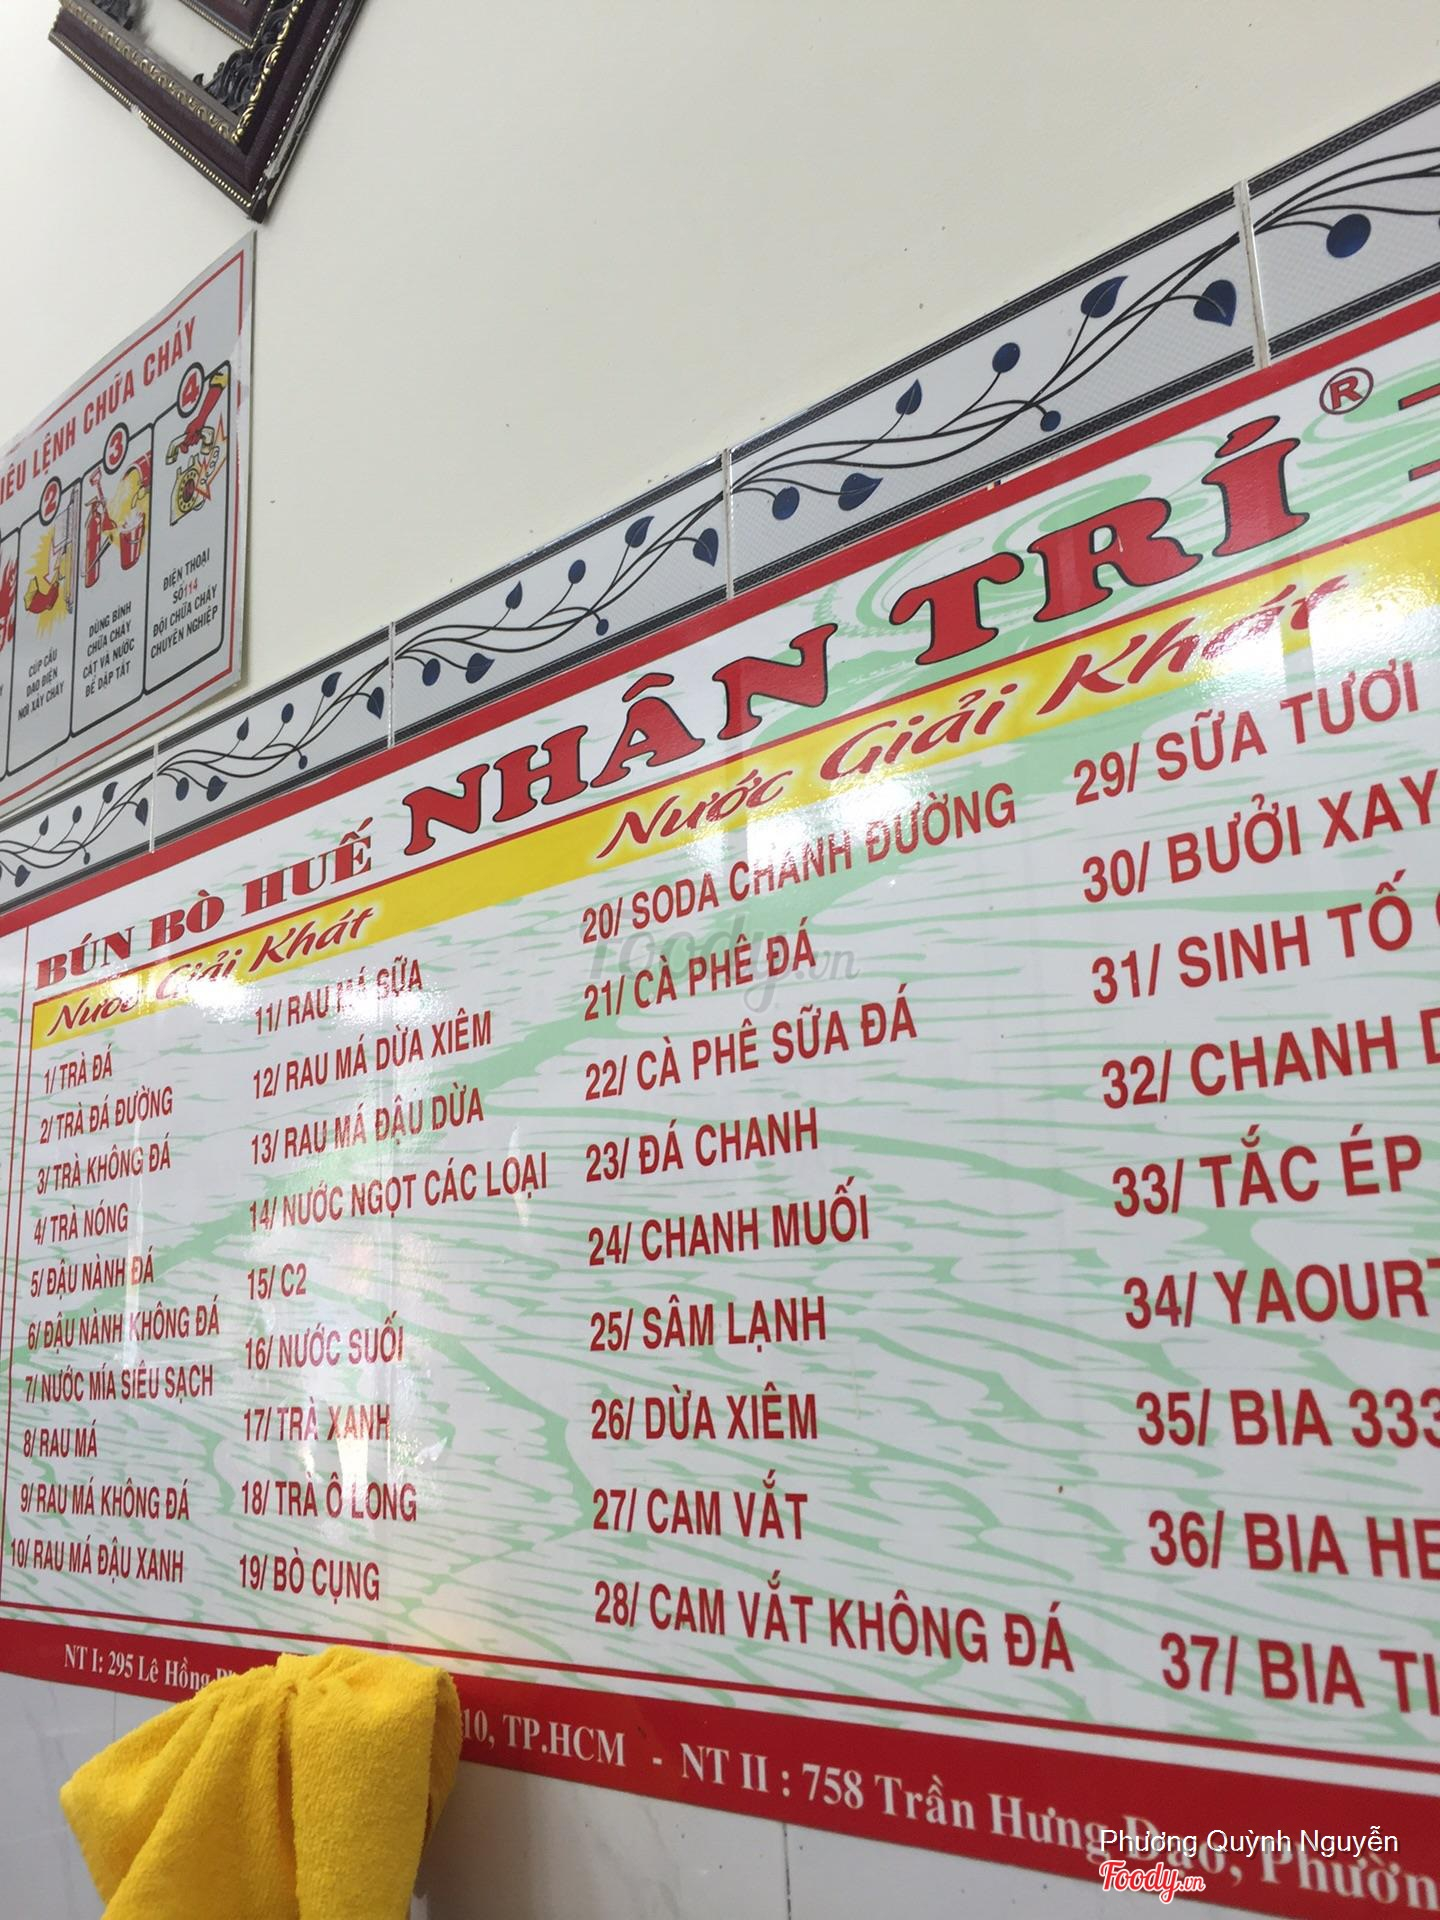 LỆNH CHỮA CHÁY
2
3
4
CÚP CẦU
DAO ĐIỆN
NƠI XẢY CHÁY
DÙNG BÌNH
CHỮA CHÁY
CÁT VÀ NƯỚC
ĐỂ DẬP TẮT
ĐIỆN THOẠI
SỐ 114
ĐỘI CHỮA CHÁY
CHUYÊN NGHIỆP
BÚN BÒ HUẾ NHÂN TRÍ ®
Nước Giải Khát
Nước Giải Khát
1/ TRÀ ĐÁ
2/ TRÀ ĐÁ ĐƯỜNG
3/ TRÀ KHÔNG ĐÁ
4/ TRÀ NÓNG
5/ ĐẬU NÀNH ĐÁ
6/ ĐẬU NÀNH KHÔNG ĐÁ
7/ NƯỚC MÍA SIÊU SẠCH
8/ RAU MÁ
9/ RAU MÁ KHÔNG ĐÁ
10/ RAU MÁ ĐẬU XANH
11/ RAU MÁ SỮA
12/ RAU MÁ DỪA XIÊM
13/ RAU MÁ ĐẬU DỪA
14/ NƯỚC NGỌT CÁC LOẠI
15/ C2
16/ NƯỚC SUỐI
17/ TRÀ XANH
18/ TRÀ Ô LONG
19/ BÒ CỤNG
20/ SODA CHANH ĐƯỜNG
21/ CÀ PHÊ ĐÁ
22/ CÀ PHÊ SỮA ĐÁ
23/ ĐÁ CHANH
24/ CHANH MUỐI
25/ SÂM LẠNH
26/ DỪA XIÊM
27/ CAM VẮT
28/ CAM VẮT KHÔNG ĐÁ
29/ SỮA TƯƠI
30/ BƯỞI XAY
31/ SINH TỐ
32/ CHANH
33/ TẮC ÉP
34/ YAOURT
35/ BIA 333
36/ BIA HE
37/ BIA TI
NT I: 295 Lê Hồng 10, TP.HCM - NT II : 758 Trần Hưng Đạo, Phườn
Foody.vn
Phương Quỳnh Nguyễn
Foody.vn